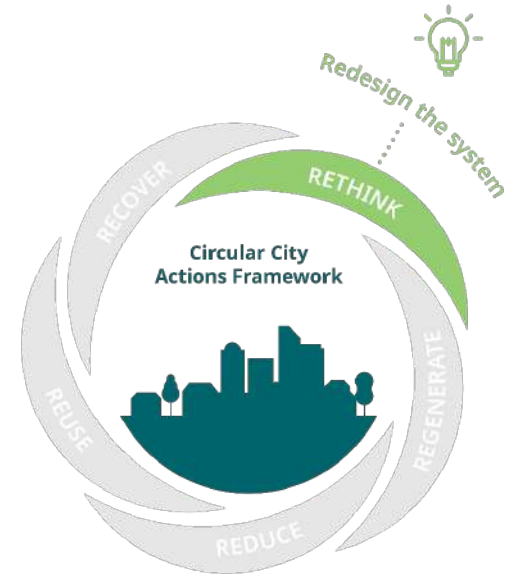 Redesign the system
RETHINK
RECOVER
Circular City
Actions Framework
REGENERATE
REUSE
REDUCE